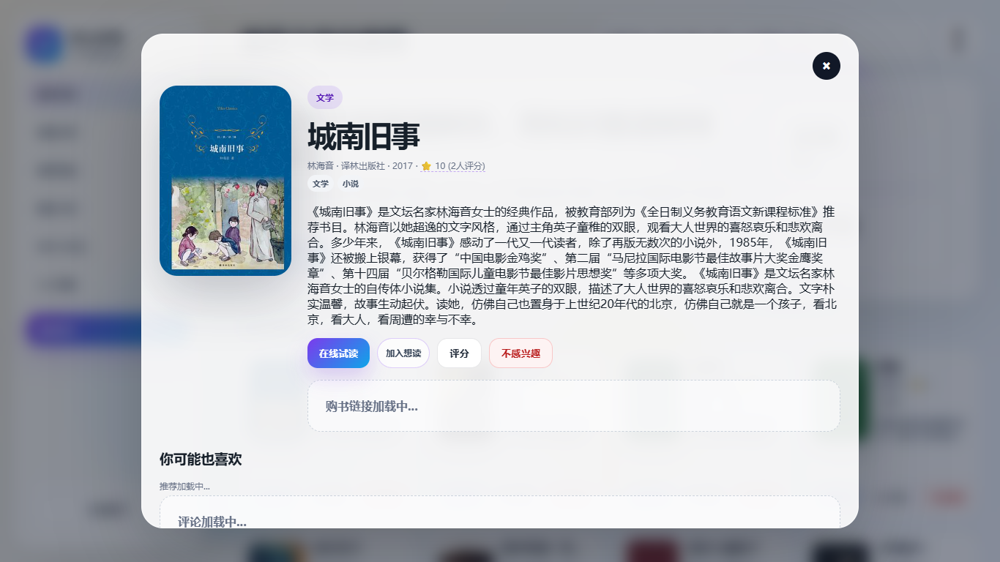 文学
城南旧事
林海音 · 译林出版社 · 2017 · ⭐ 10 (2人评分)
文学 小说
《城南旧事》是文坛名家林海音女士的经典作品，被教育部列为《全日制义务教育语文新课程标准》推
荐书目。林海音以她超逸的文字风格，通过主角英子童稚的双眼，观看大人世界的喜怒哀乐和悲欢离
合。多少年来，《城南旧事》感动了一代又一代读者，除了再版无数次的小说外，1985年，《城南旧
事》还被搬上银幕，获得了“中国电影金鸡奖”、第二届“马尼拉国际电影节最佳故事片大奖金鹰奖
章”、第十四届“贝尔格勒国际儿童电影节最佳影片思想奖”等多项大奖。《城南旧事》是文坛名家林
海音女士的自传体小说集。小说透过童年英子的双眼，描述了大人世界的喜怒哀乐和悲欢离合。文字朴
实温馨，故事生动起伏。读她，仿佛自己也置身于上世纪20年代的北京，仿佛自己就是一个孩子，看北
京，看大人，看周遭的幸与不幸。
在线试读 加入想读 评分 不感兴趣
购书链接加载中...
Yilin Classics
城南旧事
林海音 著
你可能也喜欢
推荐加载中...
评论加载中...